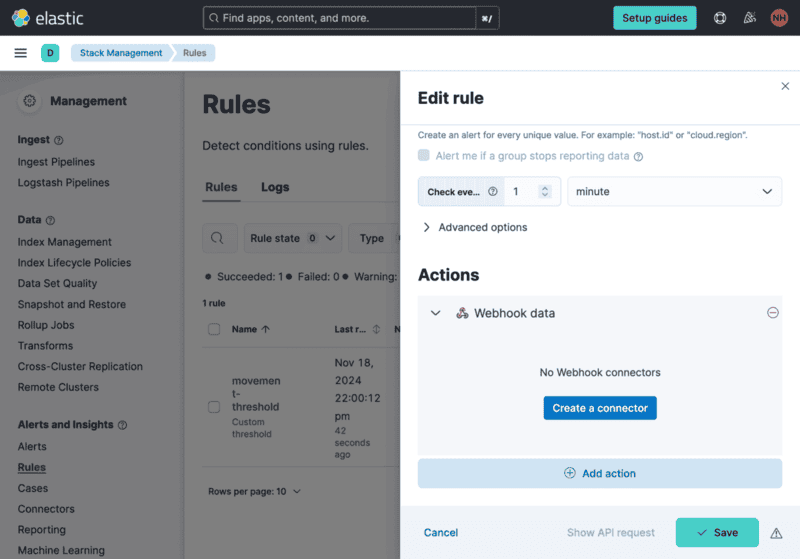 elastic
Find apps, content, and more.
⌘/
Setup guides
NH
D
Stack Management
Rules
Management
Ingest
Ingest Pipelines
Logstash Pipelines
Data
Index Management
Index Lifecycle Policies
Data Set Quality
Snapshot and Restore
Rollup Jobs
Transforms
Cross-Cluster Replication
Remote Clusters
Alerts and Insights
Alerts
Rules
Cases
Connectors
Reporting
Machine Learning
Rules
Detect conditions using rules.
Rules
Logs
Rule state 0
Type
Succeeded: 1 Failed: 0 Warning:
1 rule
Name
Last r...
N
movemen
t-
threshold
Custom
threshold
Nov 18,
2024
22:00:12
pm
42
seconds
ago
Rows per page: 10
Edit rule
Create an alert for every unique value. For example: "host.id" or "cloud.region".
Alert me if a group stops reporting data
Check eve...
1
minute
Advanced options
Actions
Webhook data
No Webhook connectors
Create a connector
Add action
Cancel
Show API request
Save